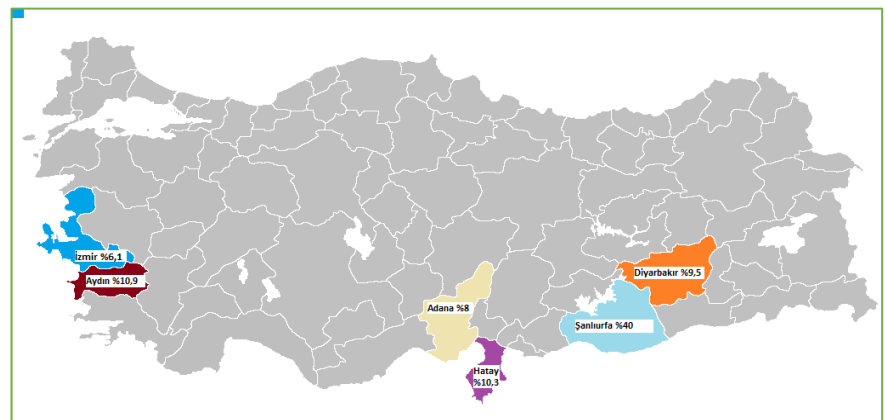 İzmir %6,1
Aydın %10,9
Adana %8
Hatay
%10,3
Diyarbakır %9,5
Şanlıurfa %40